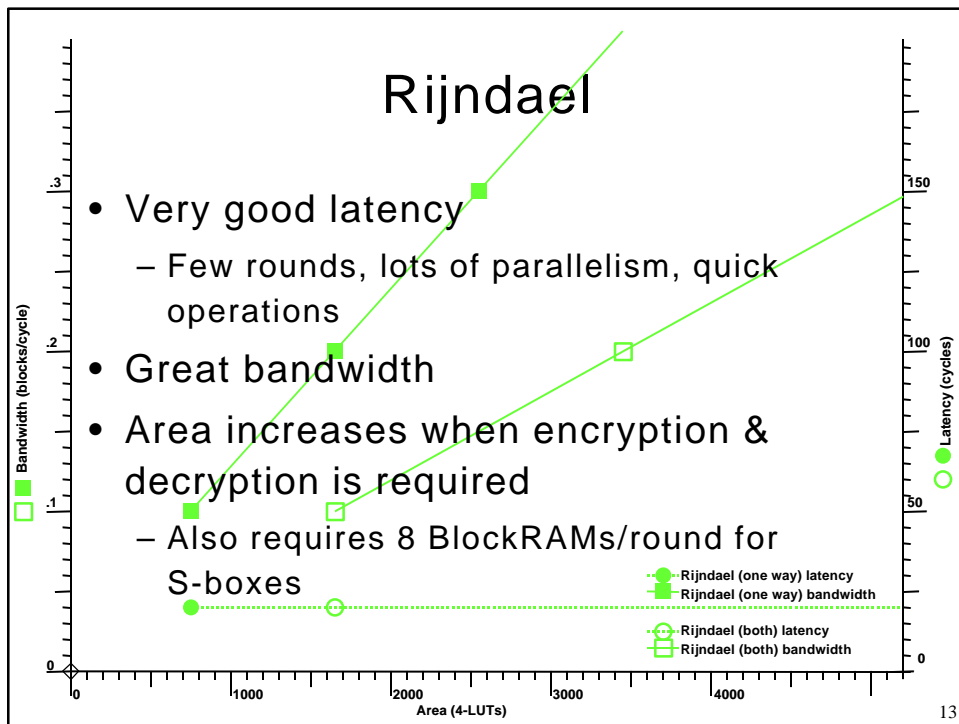 Rijndael
• Very good latency
– Few rounds, lots of parallelism, quick
operations
• Great bandwidth
• Area increases when encryption &
decryption is required
– Also requires 8 BlockRAMs/round for
S-boxes
Bandwidth (blocks/cycle)
.3
.2
.1
0
150
100
50
0
Latency (cycles)
Rijndael (one way) latency
Rijndael (one way) bandwidth
Rijndael (both) latency
Rijndael (both) bandwidth
0 1000 2000 3000 4000
Area (4-LUTs)
13